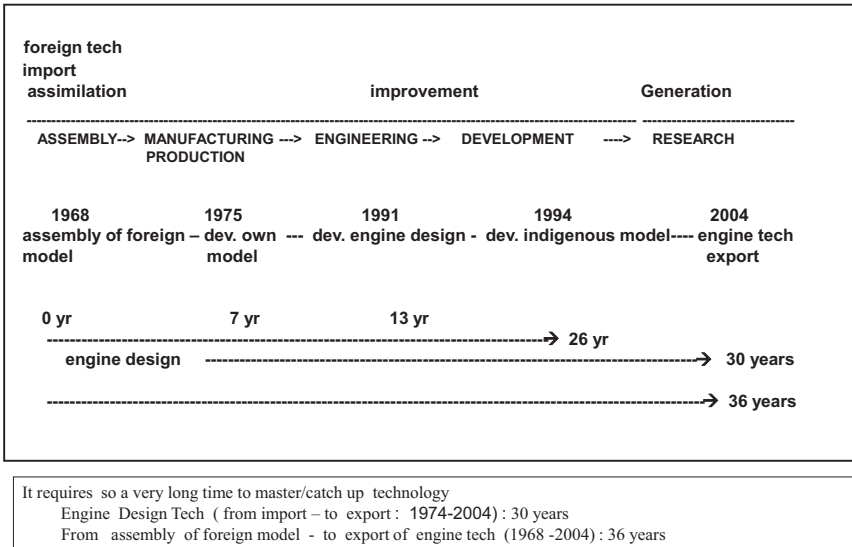 foreign tech
import
assimilation improvement Generation
ASSEMBLY--> MANUFACTURING ---> ENGINEERING --> DEVELOPMENT ----> RESEARCH
PRODUCTION
1968 1975 1991 1994 2004
assembly of foreign – dev. own --- dev. engine design - dev. indigenous model---- engine tech
model model export
0 yr 7 yr 13 yr
26 yr
engine design 30 years
36 years
It requires so a very long time to master/catch up technology
Engine Design Tech ( from import – to export : 1974-2004) : 30 years
From assembly of foreign model - to export of engine tech (1968 -2004) : 36 years